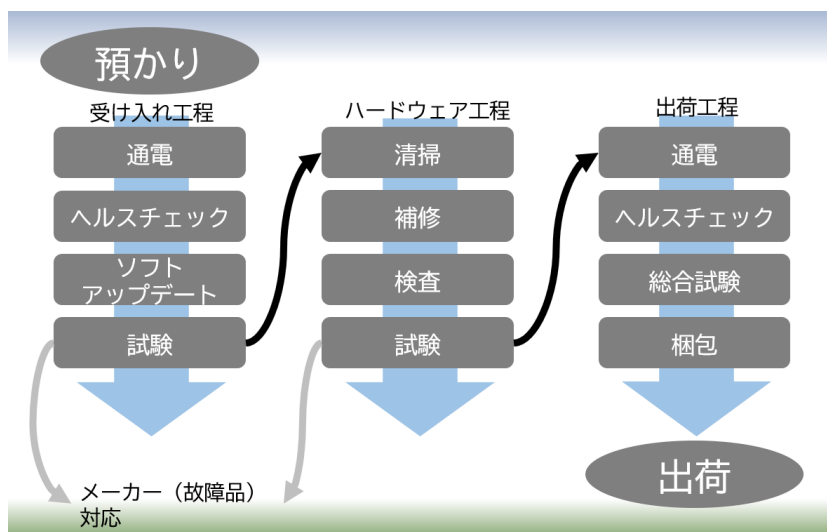 預かり
受け入れ工程
通電
ヘルスチェック
ソフト
アップデート
試験
ハードウェア工程
清掃
補修
検査
試験
出荷工程
通電
ヘルスチェック
総合試験
梱包
出荷
メーカー（故障品）
対応